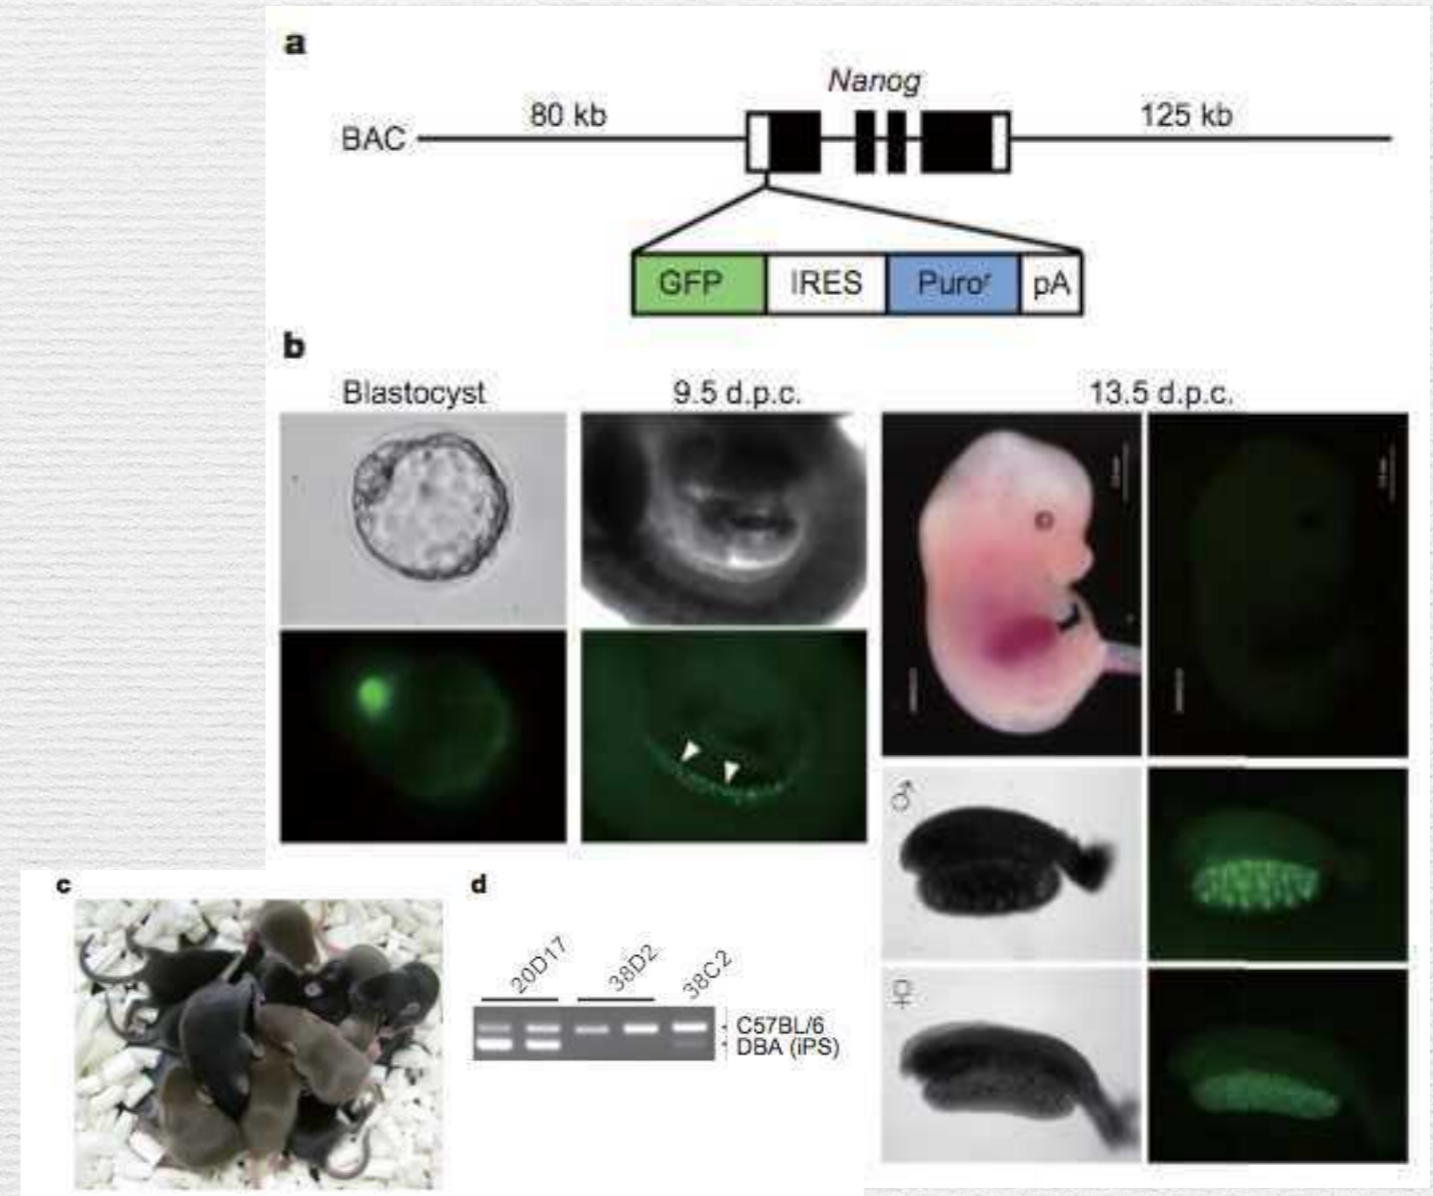 a
Nanog
80 kb
125 kb
BAC
GFP IRES Puroʳ pA
b
Blastocyst
9.5 d.p.c.
13.5 d.p.c.
♂
♀
c
d
20D17 38D2 38C2
C57BL/6
DBA (iPS)